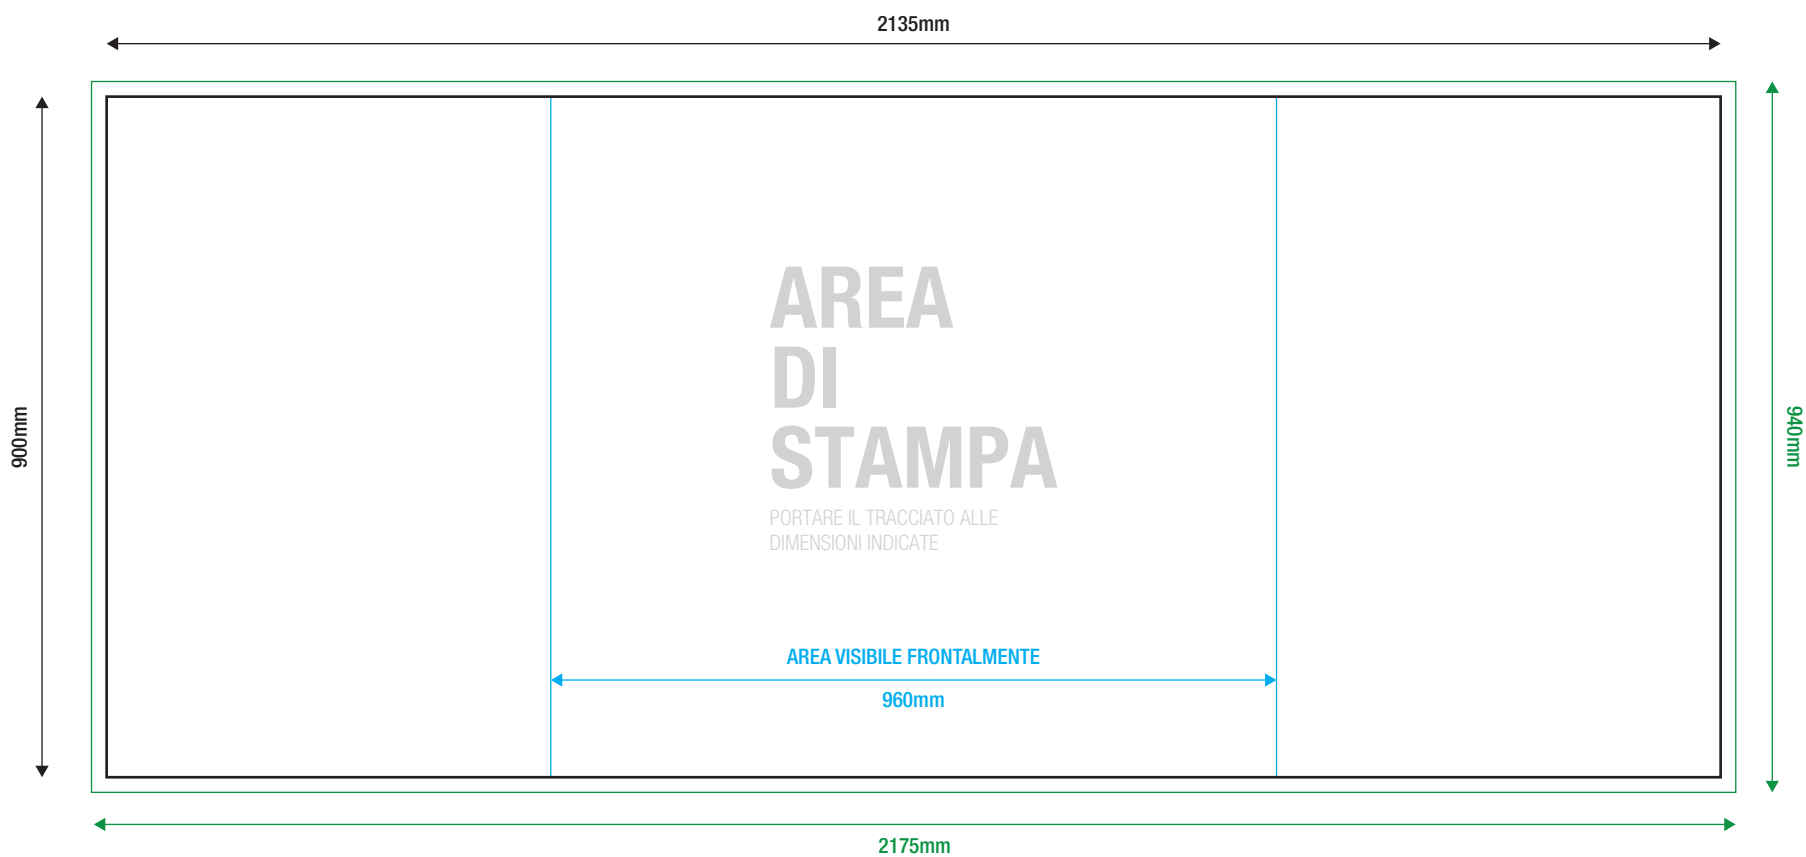 2135mm
900mm
940mm
AREA
DI
STAMPA
PORTARE IL TRACCIATO ALLE
DIMENSIONI INDICATE
AREA VISIBILE FRONTALMENTE
960mm
2175mm